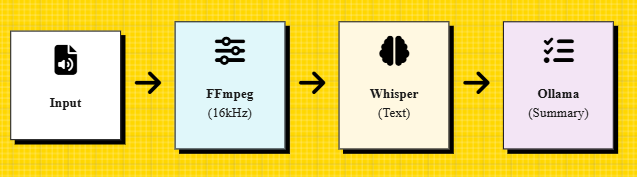 Input
FFmpeg
(16kHz)
Whisper
(Text)
Ollama
(Summary)